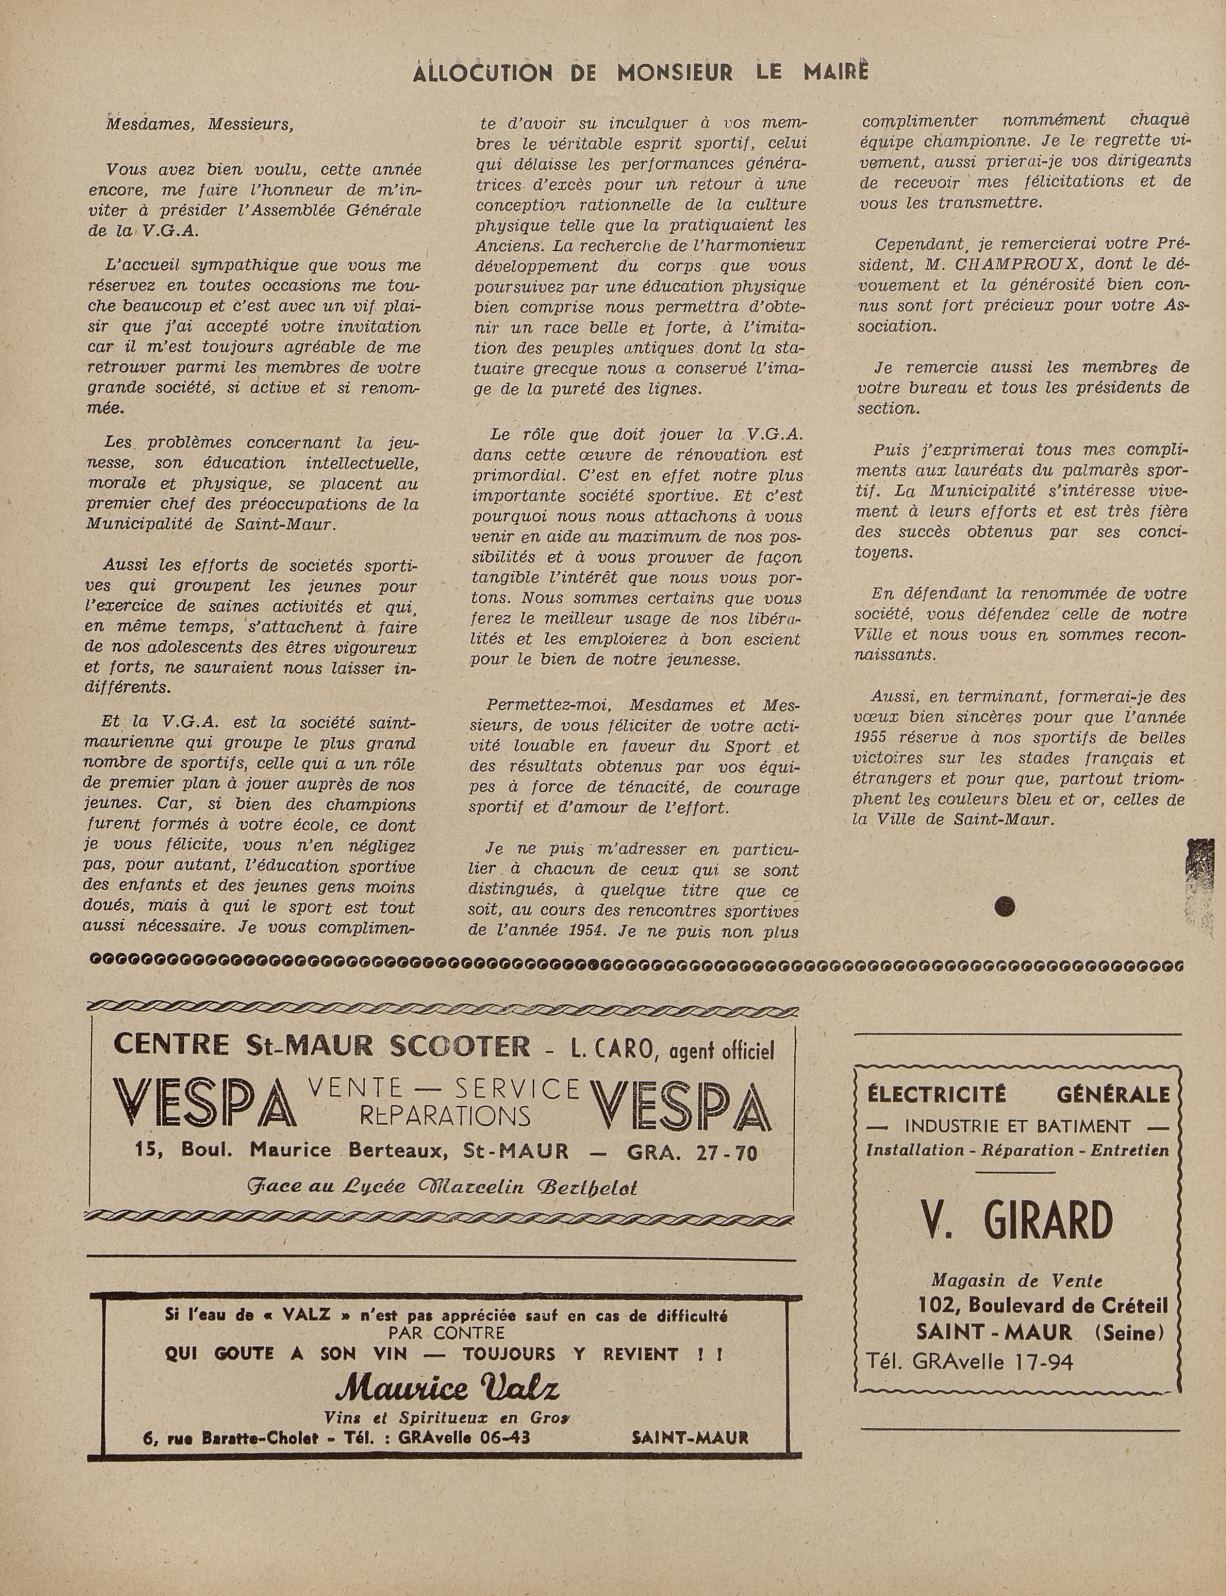 ALLOCUTION DE MONSIEUR LE MAIRE
Mesdames, Messieurs,
Vous avez bien voulu, cette année
encore, me faire l'honneur de m'in-
viter à présider l'Assemblée Générale
de la V.G.A.
L'accueil sympathique que vous me
réservez en toutes occasions me tou-
che beaucoup et c'est avec un vif plai-
sir que j'ai accepté votre invitation
car il m'est toujours agréable de me
retrouver parmi les membres de votre
grande société, si active et si renom-
mée.
Les problèmes concernant la jeu-
nesse, son éducation intellectuelle,
morale et physique, se placent au
premier chef des préoccupations de la
Municipalité de Saint-Maur.
Aussi les efforts de societés sporti-
ves qui groupent les jeunes pour
l'exercice de saines activités et qui,
en même temps, s'attachent à faire
de nos adolescents des êtres vigoureux
et forts, ne sauraient nous laisser in-
différents.
Et la V.G.A. est la société saint-
maurienne qui groupe le plus grand
nombre de sportifs, celle qui a un rôle
de premier plan à jouer auprès de nos
jeunes. Car, si bien des champions
furent formés à votre école, ce dont
je vous félicite, vous n'en négligez
pas, pour autant, l'éducation sportive
des enfants et des jeunes gens moins
doués, mais à qui le sport est tout
aussi nécessaire. Je vous complimen-
te d'avoir su inculquer à vos mem-
bres le véritable esprit sportif, celui
qui délaisse les performances généra-
trices d'excès pour un retour à une
conception rationnelle de la culture
physique telle que la pratiquaient les
Anciens. La recherche de l'harmonieux
développement du corps que vous
poursuivez par une éducation physique
bien comprise nous permettra d'obte-
nir un race belle et forte, à l'imita-
tion des peuples antiques dont la sta-
tuaire grecque nous a conservé l'ima-
ge de la pureté des lignes.
Le rôle que doit jouer la V.G.A.
dans cette œuvre de rénovation est
primordial. C'est en effet notre plus
importante société sportive. Et c'est
pourquoi nous nous attachons à vous
venir en aide au maximum de nos pos-
sibilités et à vous prouver de façon
tangible l'intérêt que nous vous por-
tons. Nous sommes certains que vous
ferez le meilleur usage de nos libéra-
lités et les emploierez à bon escient
pour le bien de notre jeunesse.
Permettez-moi, Mesdames et Mes-
sieurs, de vous féliciter de votre acti-
vité louable en faveur du Sport et
des résultats obtenus par vos équi-
pes à force de ténacité, de courage
sportif et d'amour de l'effort.
Je ne puis m'adresser en particu-
lier à chacun de ceux qui se sont
distingués, à quelque titre que ce
soit, au cours des rencontres sportives
de l'année 1954. Je ne puis non plus
complimenter nommément chaque
équipe championne. Je le regrette vi-
vement, aussi prierai-je vos dirigeants
de recevoir mes félicitations et de
vous les transmettre.
Cependant, je remercierai votre Pré-
sident, M. CHAMPROUX, dont le dé-
vouement et la générosité bien con-
nus sont fort précieux pour votre As-
sociation.
Je remercie aussi les membres de
votre bureau et tous les présidents de
section.
Puis j'exprimerai tous mes compli-
ments aux lauréats du palmarès spor-
tif. La Municipalité s'intéresse vive-
ment à leurs efforts et est très fière
des succès obtenus par ses conci-
toyens.
En défendant la renommée de votre
société, vous défendez celle de notre
Ville et nous vous en sommes recon-
naissants.
Aussi, en terminant, formerai-je des
vœux bien sincères pour que l'année
1955 réserve à nos sportifs de belles
victoires sur les stades français et
étrangers et pour que, partout triom-
phent les couleurs bleu et or, celles de
la Ville de Saint-Maur.
CENTRE St-MAUR SCOOTER - L. CARO, agent officiel
VESPA VENTE — SERVICE VESPA
RÉPARATIONS
15, Boul. Maurice Berteaux, St-MAUR — GRA. 27-70
Face au Lycée Marcelin Berthelot
Si l'eau de « VALZ » n'est pas appréciée sauf en cas de difficulté
PAR CONTRE
QUI GOUTE A SON VIN — TOUJOURS Y REVIENT ! !
Maurice Valz
Vins et Spiritueux en Gros
6, rue Baratte-Cholet - Tél. : GRAvelle 06-43 SAINT-MAUR
ÉLECTRICITÉ GÉNÉRALE
— INDUSTRIE ET BATIMENT —
Installation - Réparation - Entretien
V. GIRARD
Magasin de Vente
102, Boulevard de Créteil
SAINT-MAUR (Seine)
Tél. GRAvelle 17-94